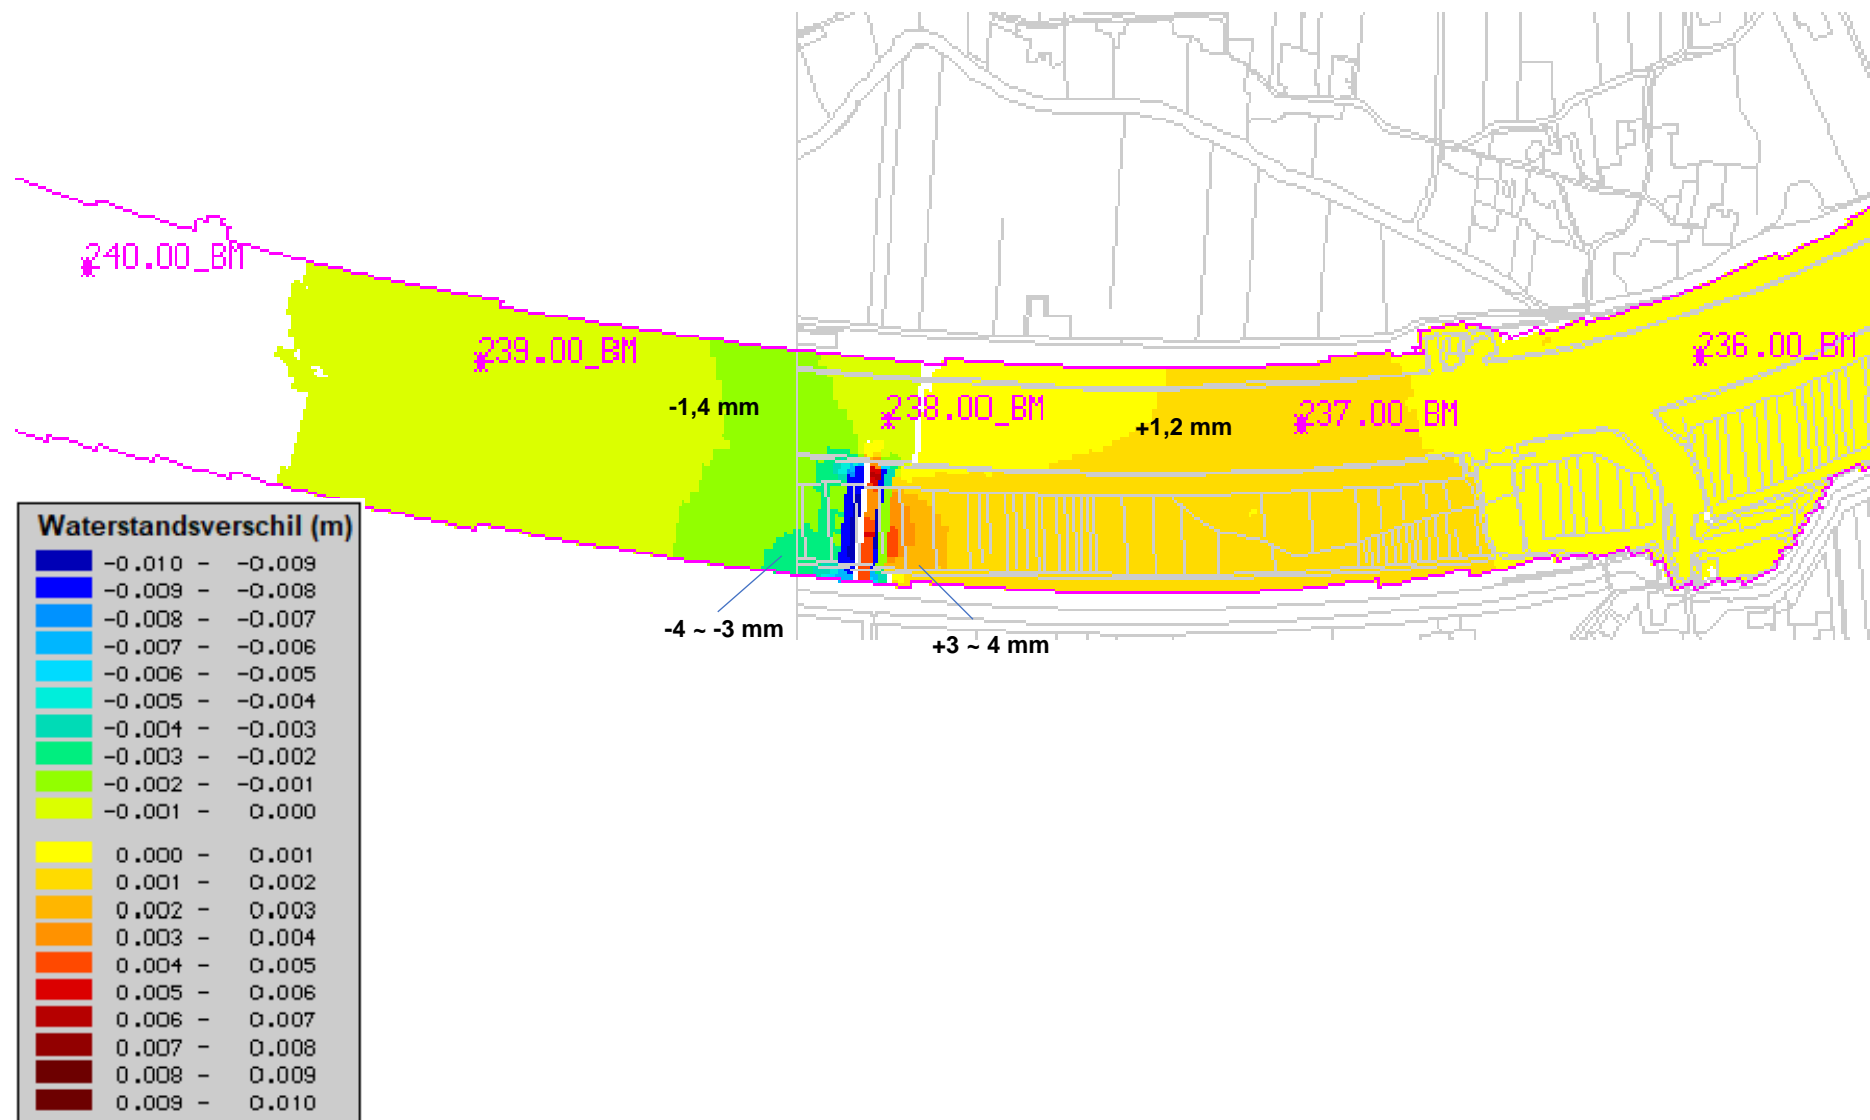 240.00_BM
239.00_BM
236.00_BM
-1,4 mm
238.00_BM
+1,2 mm
237.00_BM
-4 ~ -3 mm
+3 ~ 4 mm
Waterstandsverschil (m)
-0.010 - -0.009
-0.009 - -0.008
-0.008 - -0.007
-0.007 - -0.006
-0.006 - -0.005
-0.005 - -0.004
-0.004 - -0.003
-0.003 - -0.002
-0.002 - -0.001
-0.001 - 0.000
0.000 - 0.001
0.001 - 0.002
0.002 - 0.003
0.003 - 0.004
0.004 - 0.005
0.005 - 0.006
0.006 - 0.007
0.007 - 0.008
0.008 - 0.009
0.009 - 0.010